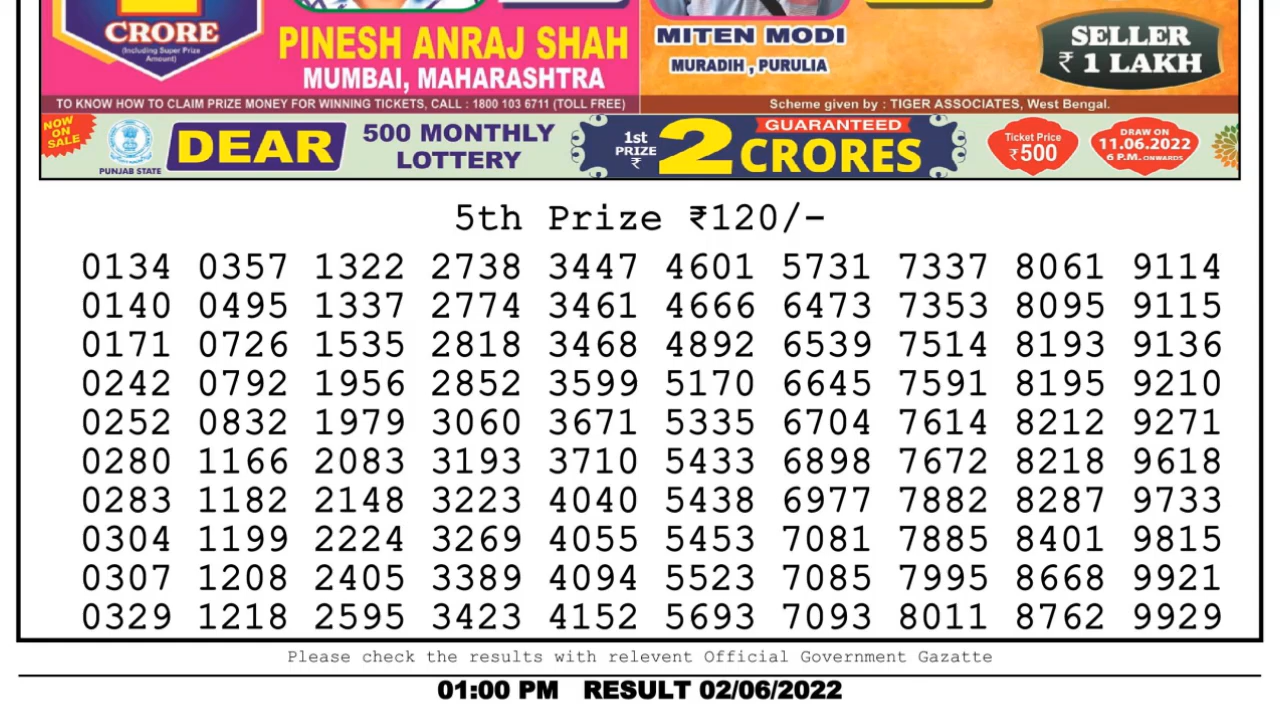 CRORE
(Including Super Prize
Amount)
PINESH ANRAJ SHAH
MUMBAI, MAHARASHTRA
MITEN MODI
MURADIH , PURULIA
SELLER
₹ 1 LAKH
TO KNOW HOW TO CLAIM PRIZE MONEY FOR WINNING TICKETS, CALL : 1800 103 6711 (TOLL FREE)
Scheme given by : TIGER ASSOCIATES, West Bengal.
NOW
ON
SALE
PUNJAB STATE
DEAR
500 MONTHLY
LOTTERY
1st
PRIZE
₹
2
GUARANTEED
CRORES
Ticket Price
₹500
DRAW ON
11.06.2022
6 P.M. ONWARDS
5th Prize ₹120/-
0134 0357 1322 2738 3447 4601 5731 7337 8061 9114
0140 0495 1337 2774 3461 4666 6473 7353 8095 9115
0171 0726 1535 2818 3468 4892 6539 7514 8193 9136
0242 0792 1956 2852 3599 5170 6645 7591 8195 9210
0252 0832 1979 3060 3671 5335 6704 7614 8212 9271
0280 1166 2083 3193 3710 5433 6898 7672 8218 9618
0283 1182 2148 3223 4040 5438 6977 7882 8287 9733
0304 1199 2224 3269 4055 5453 7081 7885 8401 9815
0307 1208 2405 3389 4094 5523 7085 7995 8668 9921
0329 1218 2595 3423 4152 5693 7093 8011 8762 9929
Please check the results with relevent Official Government Gazatte
01:00 PM RESULT 02/06/2022